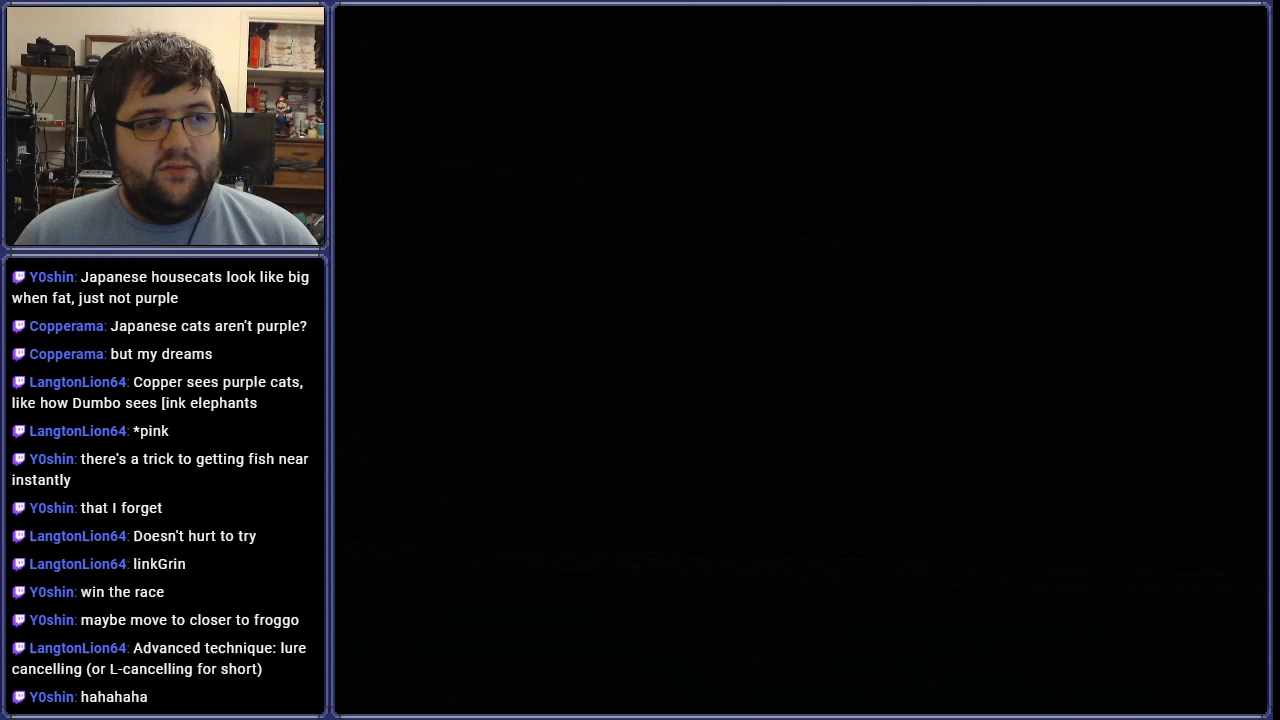 Y0shin: Japanese housecats look like big
when fat, just not purple
Copperama: Japanese cats aren't purple?
Copperama: but my dreams
LangtonLion64: Copper sees purple cats,
like how Dumbo sees [ink elephants
LangtonLion64: *pink
Y0shin: there's a trick to getting fish near
instantly
Y0shin: that I forget
LangtonLion64: Doesn't hurt to try
LangtonLion64: linkGrin
Y0shin: win the race
Y0shin: maybe move to closer to froggo
LangtonLion64: Advanced technique: lure
cancelling (or L-cancelling for short)
Y0shin: hahahaha